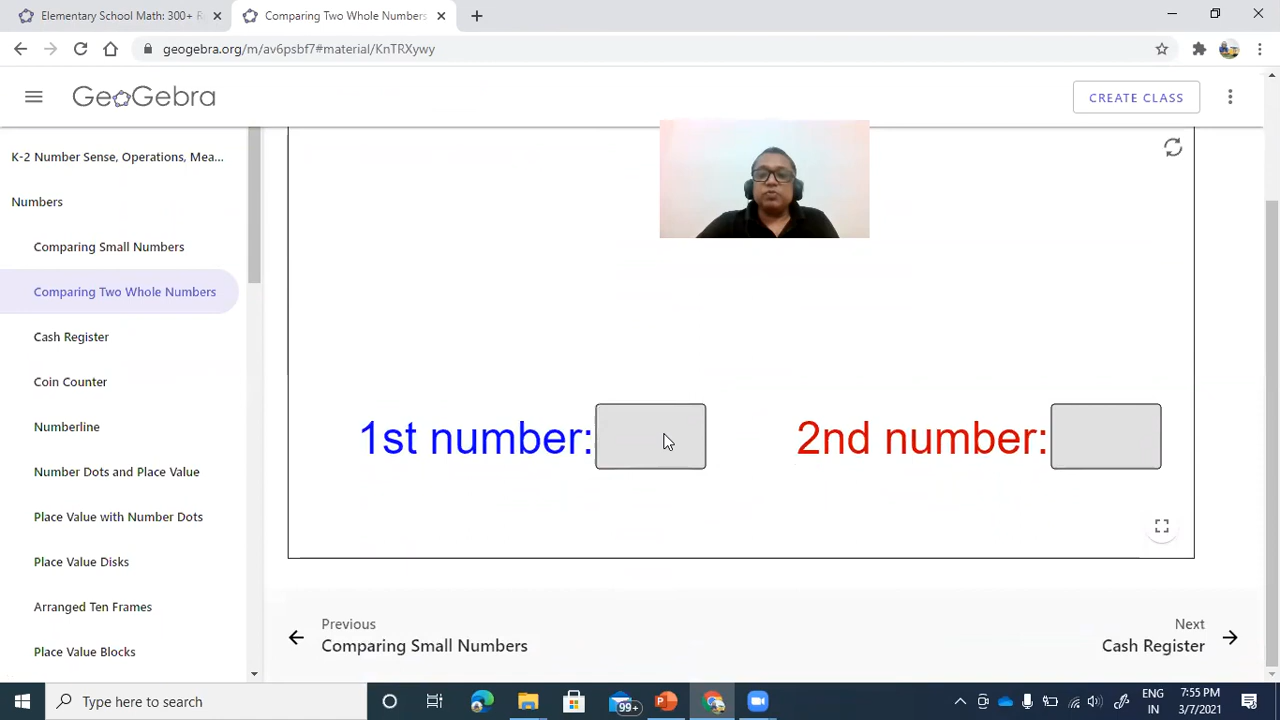 Elementary School Math: 300+ R
Comparing Two Whole Numbers
geogebra.org/m/av6psbf7#material/KnTRXywy
GeoGebra
CREATE CLASS
K-2 Number Sense, Operations, Mea...
Numbers
Comparing Small Numbers
Comparing Two Whole Numbers
Cash Register
Coin Counter
Numberline
Number Dots and Place Value
Place Value with Number Dots
Place Value Disks
Arranged Ten Frames
Place Value Blocks
1st number:
2nd number:
Previous
Comparing Small Numbers
Next
Cash Register
Type here to search
99+
ENG
IN
7:55 PM
3/7/2021